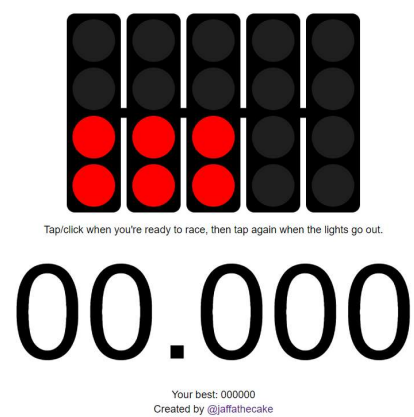 Tap/click when you're ready to race, then tap again when the lights go out.
00.000
Your best: 000000
Created by @jaffathecake